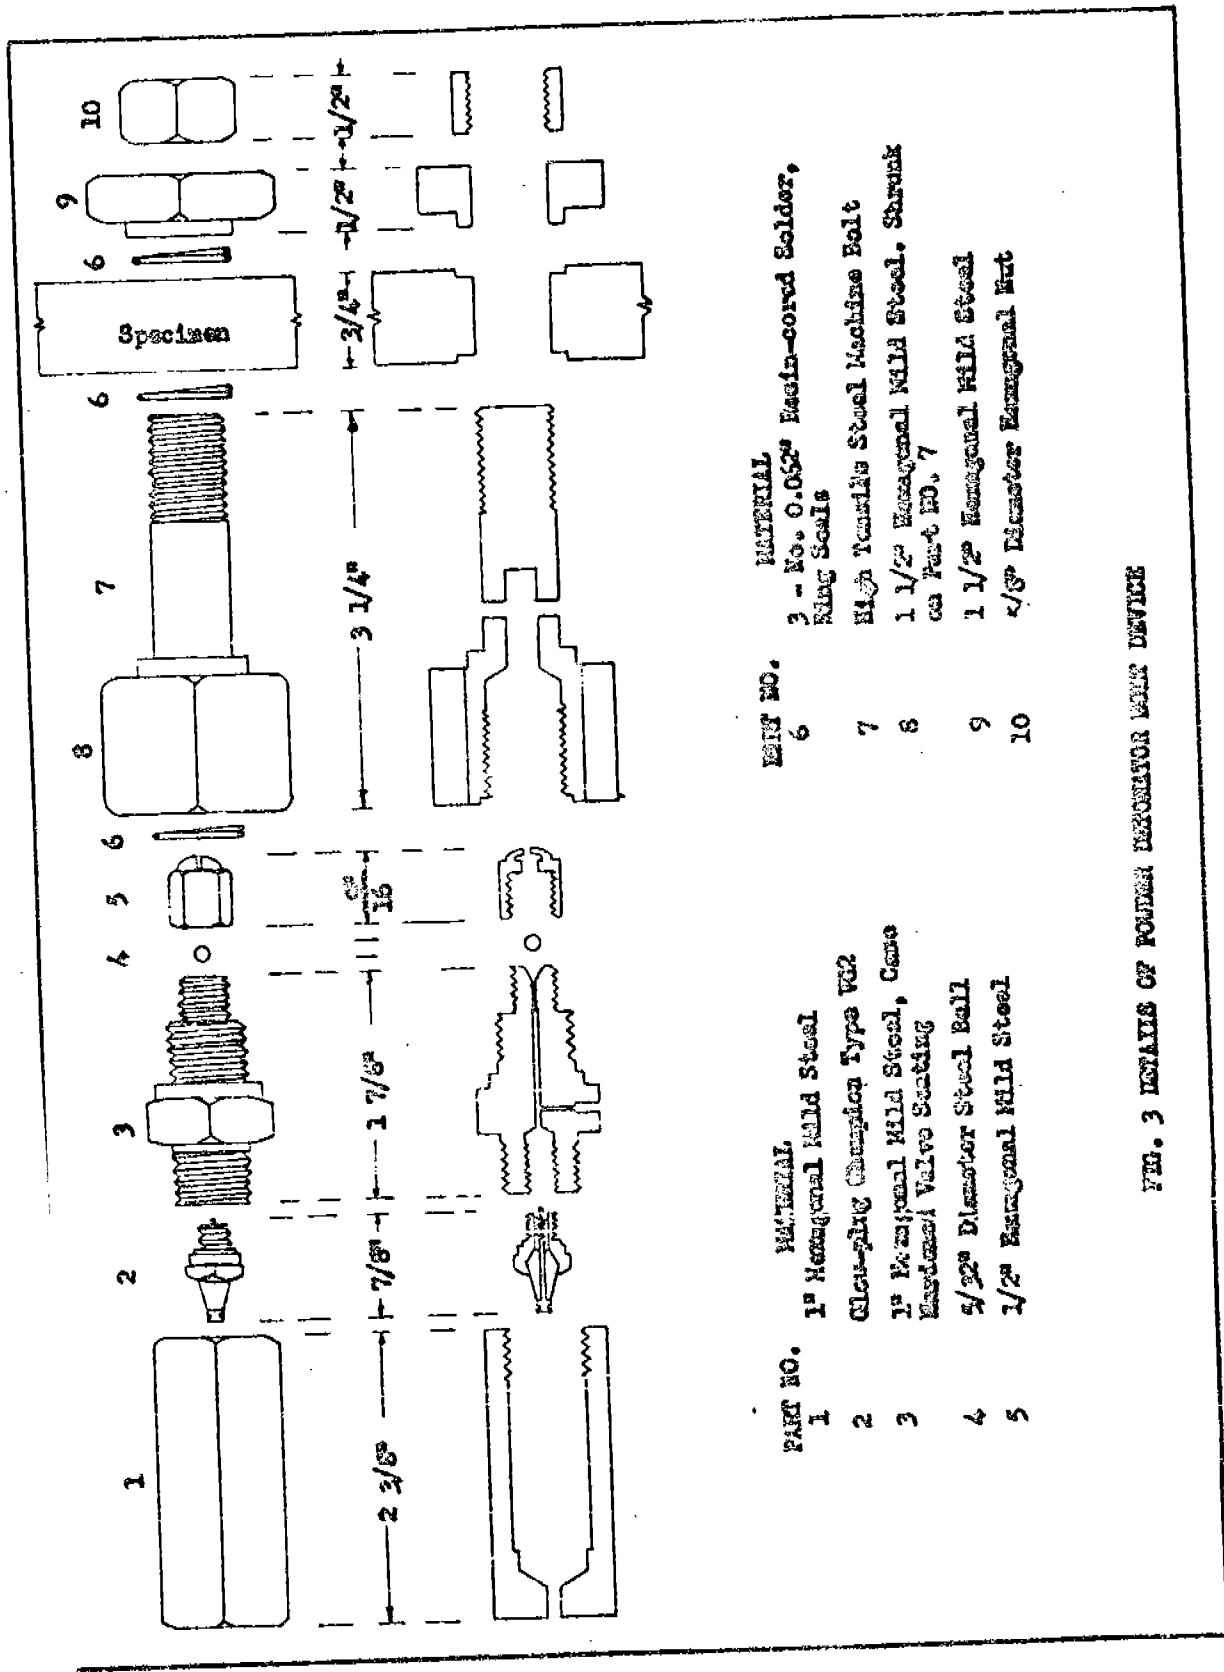 1 2 3 4 5 6 7 8 6 6 9 10
Specimen
2 3/8" 7/8" 1 7/8" 16 3 1/4" 3/4" 1/2" 1/2"
PART NO. MATERIAL
1 1" Hexagonal Mild Steel
2 Glow-plug Champion Type VG2
3 1" Hexagonal Mild Steel, Case
Hardened Valve Seating
4 5/32" Diameter Steel Ball
5 1/2" Hexagonal Mild Steel
PART NO. MATERIAL
6 3 - No. 0.062" Resin-cored Solder,
Ring Seals
7 High Tensile Steel Machine Bolt
8 1 1/2" Hexagonal Mild Steel. Shrunk
on Part NO. 7
9 1 1/2" Hexagonal Mild Steel
10 Diameter Hexagonal Nut
FIG. 3 DETAILS OF POWDER DETONATOR BOLT DEVICE